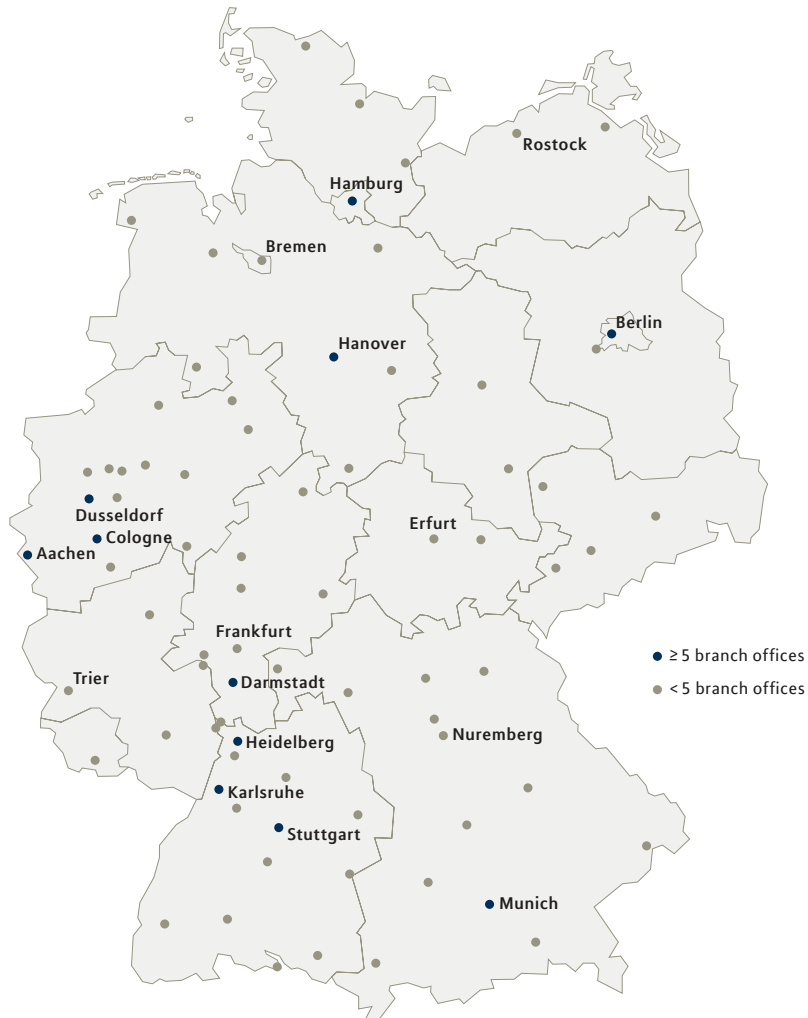 Rostock
Hamburg
Bremen
Berlin
Hanover
Dusseldorf
Erfurt
Cologne
Aachen
Frankfurt
≥ 5 branch offices
Trier
Darmstadt
< 5 branch offices
Nuremberg
Heidelberg
Karlsruhe
Stuttgart
Munich